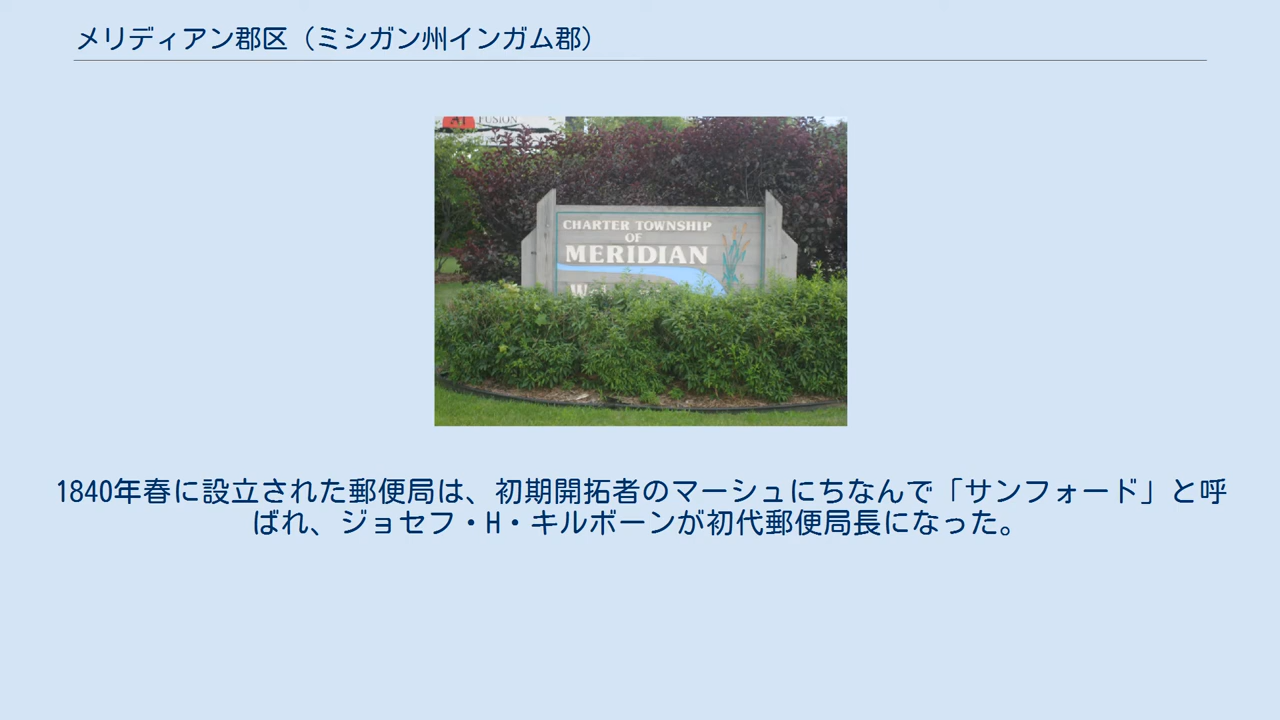 メリディアン郡区（ミシガン州インガム郡）
FUSION
CHARTER TOWNSHIP
OF
MERIDIAN
1840年春に設立された郵便局は、初期開拓者のマーシュにちなんで「サンフォード」と呼
ばれ、ジョセフ・H・キルボーンが初代郵便局長になった。